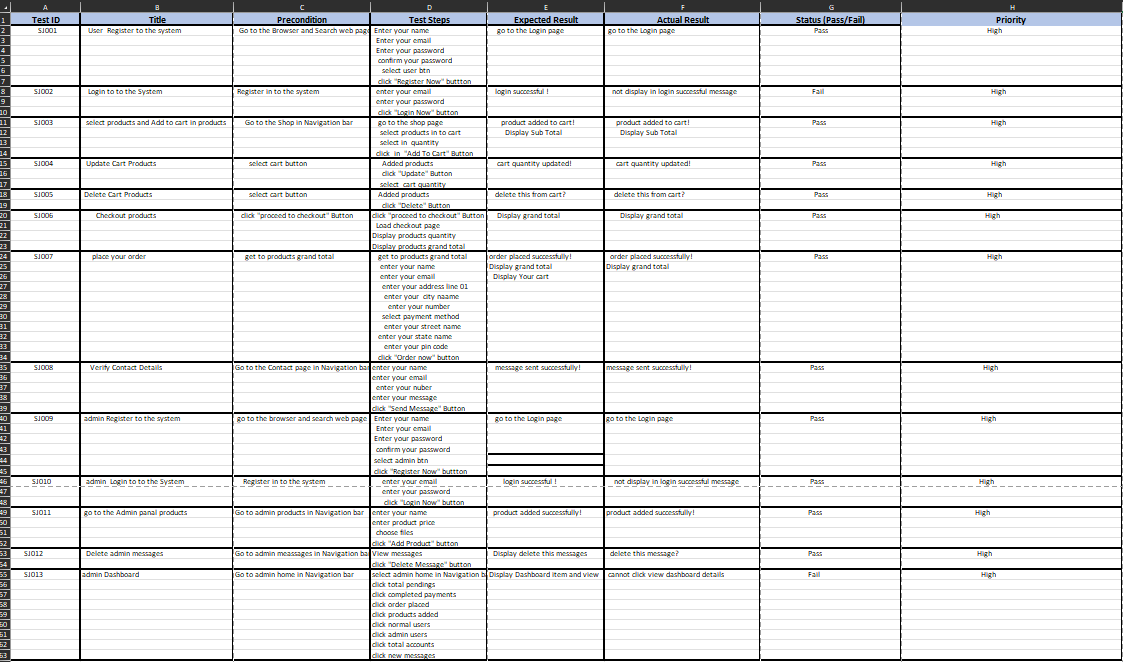 A B C D E F G H
1 Test ID Title Precondition Test Steps Expected Result Actual Result Status (Pass/Fail) Priority
2 SJ001 User Register to the system Go to the Browser and Search web page Enter your name go to the Login page go to the Login page Pass High
3 Enter your email
4 Enter your password
5 confirm your password
6 select user btn
7 click "Register Now" buttton
8 SJ002 Login to to the System Register in to the system enter your email login successful ! not display in login successful message Fail High
9 enter your password
10 click "Login Now" button
11 SJ003 select products and Add to cart in products Go to the Shop in Navigation bar go to the shop page product added to cart! product added to cart! Pass High
12 select products in to cart Display Sub Total Display Sub Total
13 select in quantity
14 click in "Add To Cart" Button
15 SJ004 Update Cart Products select cart button Added products cart quantity updated! cart quantity updated! Pass High
16 click "Update" Button
17 select cart quantity
18 SJ005 Delete Cart Products select cart button Added products delete this from cart? delete this from cart? Pass High
19 click "Delete" Button
20 SJ006 Checkout products click "proceed to checkout" Button click "proceed to checkout" Button Display grand total Display grand total Pass High
21 Load checkout page
22 Display products quantity
23 Display products grand total
24 SJ007 place your order get to products grand total get to products grand total order placed successfully! order placed successfully! Pass High
25 enter your name Display grand total Display grand total
26 enter your email Display Your cart
27 enter your address line 01
28 enter your city naame
29 enter your number
30 select payment method
31 enter your street name
32 enter your state name
33 enter your pin code
34 click "Order now" button
35 SJ008 Verify Contact Details Go to the Contact page in Navigation bar enter your name message sent successfully! message sent successfully! Pass High
36 enter your email
37 enter your nuber
38 enter your message
39 click "Send Message" Button
40 SJ009 admin Register to the system go to the browser and search web page Enter your name go to the Login page go to the Login page Pass High
41 Enter your email
42 Enter your password
43 confirm your password
44 select admin btn
45 click "Register Now" buttton
46 SJ010 admin Login to to the System Register in to the system enter your email login successful ! not display in login successful message Pass High
47 enter your password
48 click "Login Now" button
49 SJ011 go to the Admin panal products Go to admin products in Navigation bar enter your name product added successfully! product added successfully! Pass High
50 enter product price
51 choose files
52 click "Add Product" button
53 SJ012 Delete admin messages Go to admin meassages in Navigation bar View messages Display delete this messages delete this message? Pass High
54 click "Delete Message" button
55 SJ013 admin Dashboard Go to admin home in Navigation bar select admin home in Navigation b Display Dashboard item and view cannot click view dashboard details Fail High
56 click total pendings
57 click completed payments
58 click order placed
59 click products added
60 click normal users
61 click admin users
62 click total accounts
63 click new messages